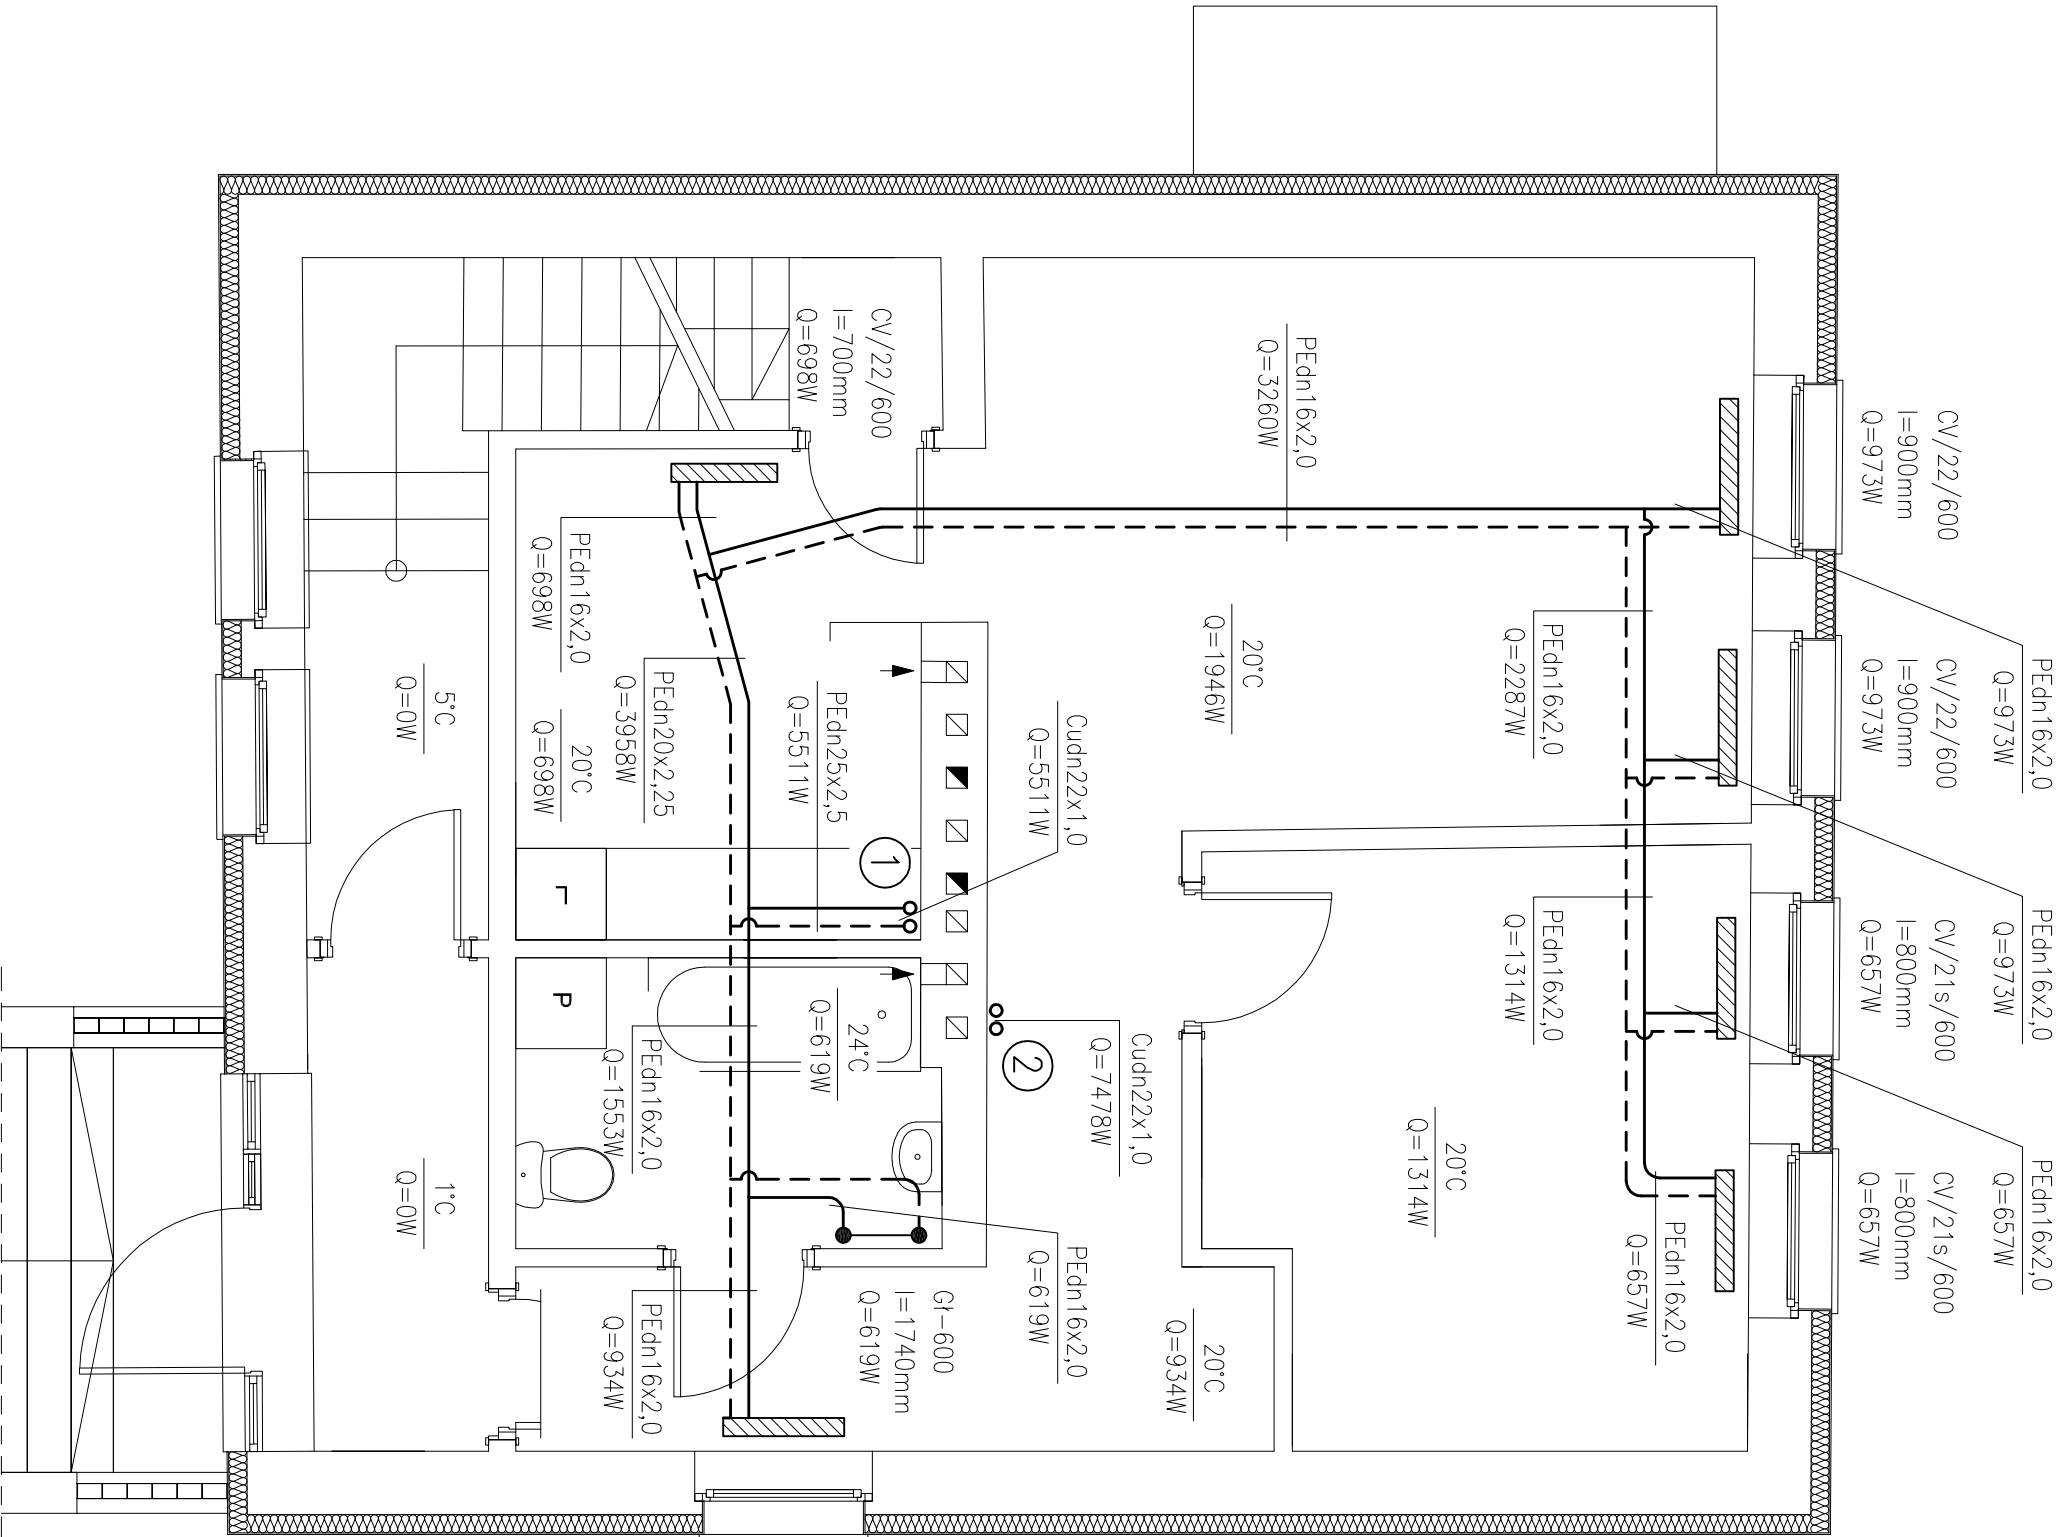 CV/22/600
l=900mm
Q=973W
PEdn16x2,0
Q=973W
CV/22/600
l=900mm
Q=973W
PEdn16x2,0
Q=973W
CV/21s/600
l=800mm
Q=657W
PEdn16x2,0
Q=657W
CV/21s/600
l=800mm
Q=657W
PEdn16x2,0
Q=657W
PEdn16x2,0
Q=2287W
PEdn16x2,0
Q=1314W
20°C
Q=1314W
PEdn16x2,0
Q=3260W
20°C
Q=1946W
20°C
Q=934W
Cudn22x1,0
Q=5511W
Cudn22x1,0
Q=7478W
2
PEdn16x2,0
Q=619W
Gł-600
l=1740mm
Q=619W
CV/22/600
l=700mm
Q=698W
1
PEdn25x2,5
Q=5511W
24°C
Q=619W
PEdn20x2,25
Q=3958W
PEdn16x2,0
Q=1553W
PEdn16x2,0
Q=934W
PEdn16x2,0
Q=698W
20°C
Q=698W
L
P
5°C
Q=0W
1°C
Q=0W